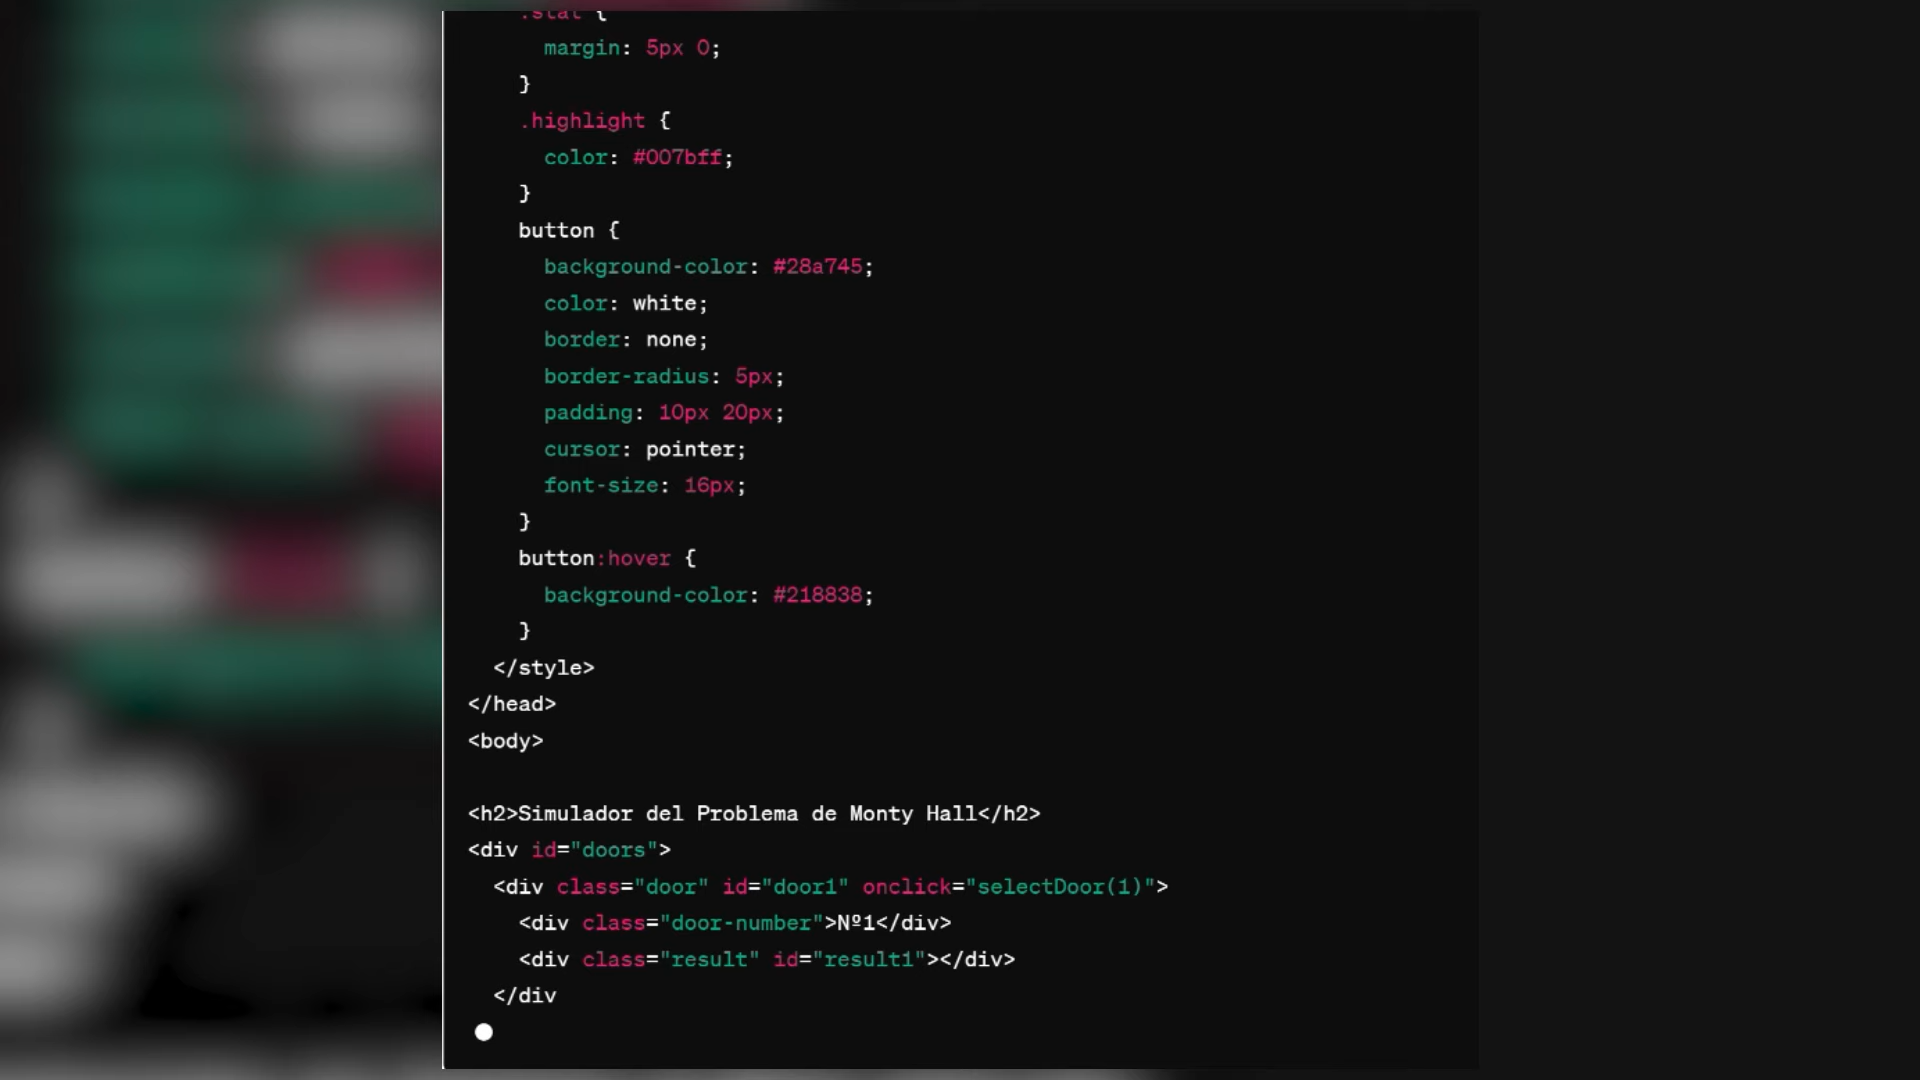 .stat {
margin: 5px 0;
}
.highlight {
color: #007bff;
}
button {
background-color: #28a745;
color: white;
border: none;
border-radius: 5px;
padding: 10px 20px;
cursor: pointer;
font-size: 16px;
}
button:hover {
background-color: #218838;
}
</style>
</head>
<body>
<h2>Simulador del Problema de Monty Hall</h2>
<div id="doors">
<div class="door" id="door1" onclick="selectDoor(1)">
<div class="door-number">Nº1</div>
<div class="result" id="result1"></div>
</div